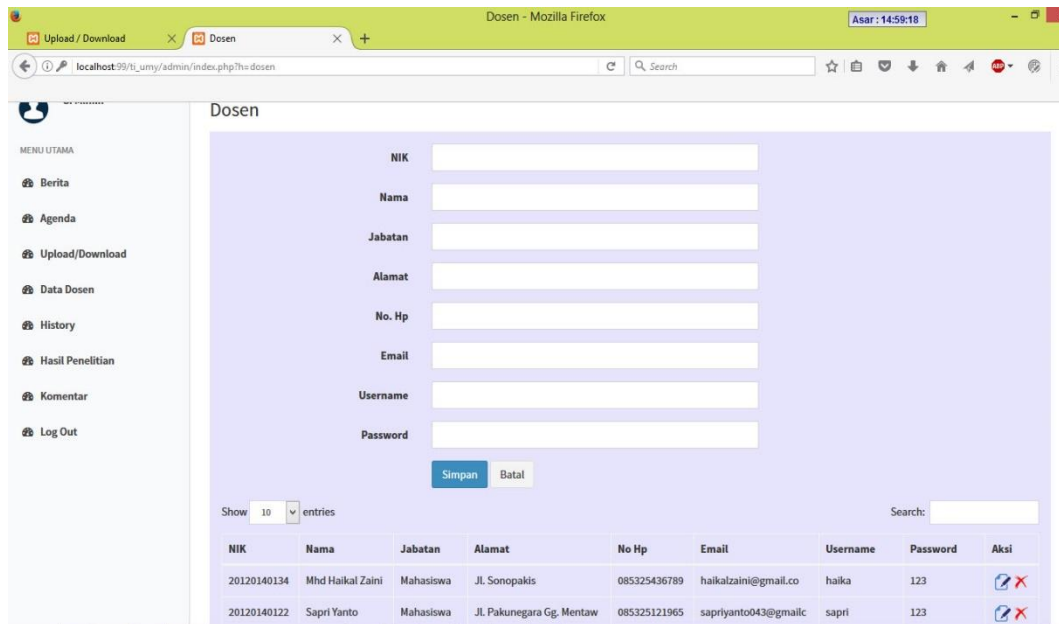 Dosen - Mozilla Firefox
Asar : 14:59:18
Upload / Download
Dosen
localhost:99/ti_umy/admin/index.php?h=dosen
Search
ABP
Dosen
MENU UTAMA
Berita
Agenda
Upload/Download
Data Dosen
History
Hasil Penelitian
Komentar
Log Out
NIK
Nama
Jabatan
Alamat
No. Hp
Email
Username
Password
Simpan Batal
Show 10 entries Search:
NIK Nama Jabatan Alamat No Hp Email Username Password Aksi
20120140134 Mhd Haikal Zaini Mahasiswa Jl. Sonopakis 085325436789 haikalzaini@gmail.co haika 123
20120140122 Sapri Yanto Mahasiswa Jl. Pakunegara Gg. Mentaw 085325121965 sapriyanto043@gmailc sapri 123